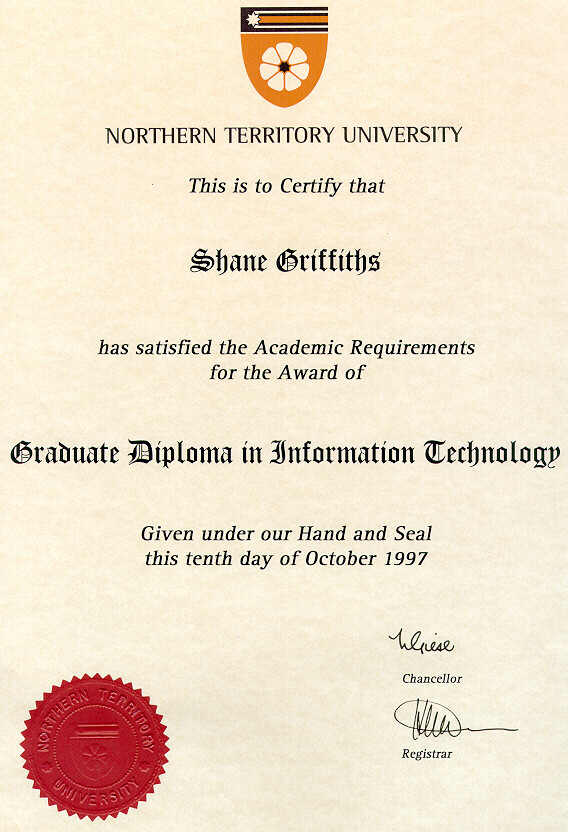 NORTHERN TERRITORY UNIVERSITY
This is to Certify that
Shane Griffiths
has satisfied the Academic Requirements
for the Award of
Graduate Diploma in Information Technology
Given under our Hand and Seal
this tenth day of October 1997
Chancellor
Registrar
NORTHERN TERRITORY
UNIVERSITY